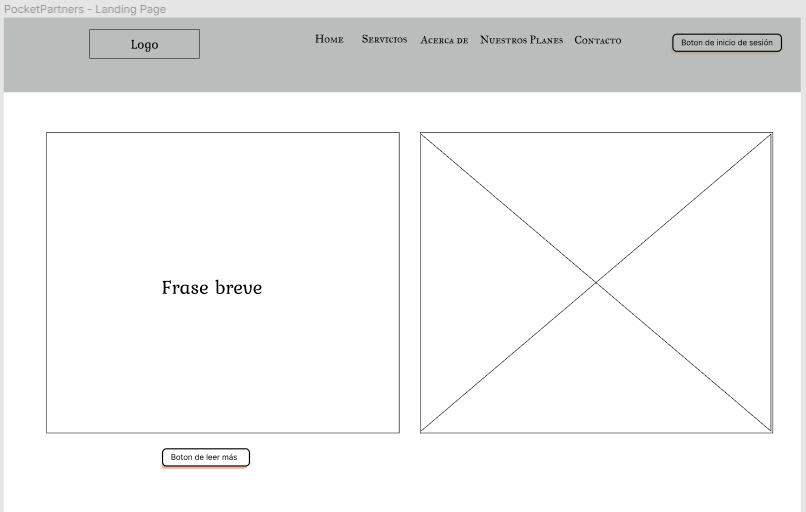 PocketPartners - Landing Page
Logo
Home Servicios Acerca de Nuestros Planes Contacto
Boton de inicio de sesión
Frase breve
Boton de leer más